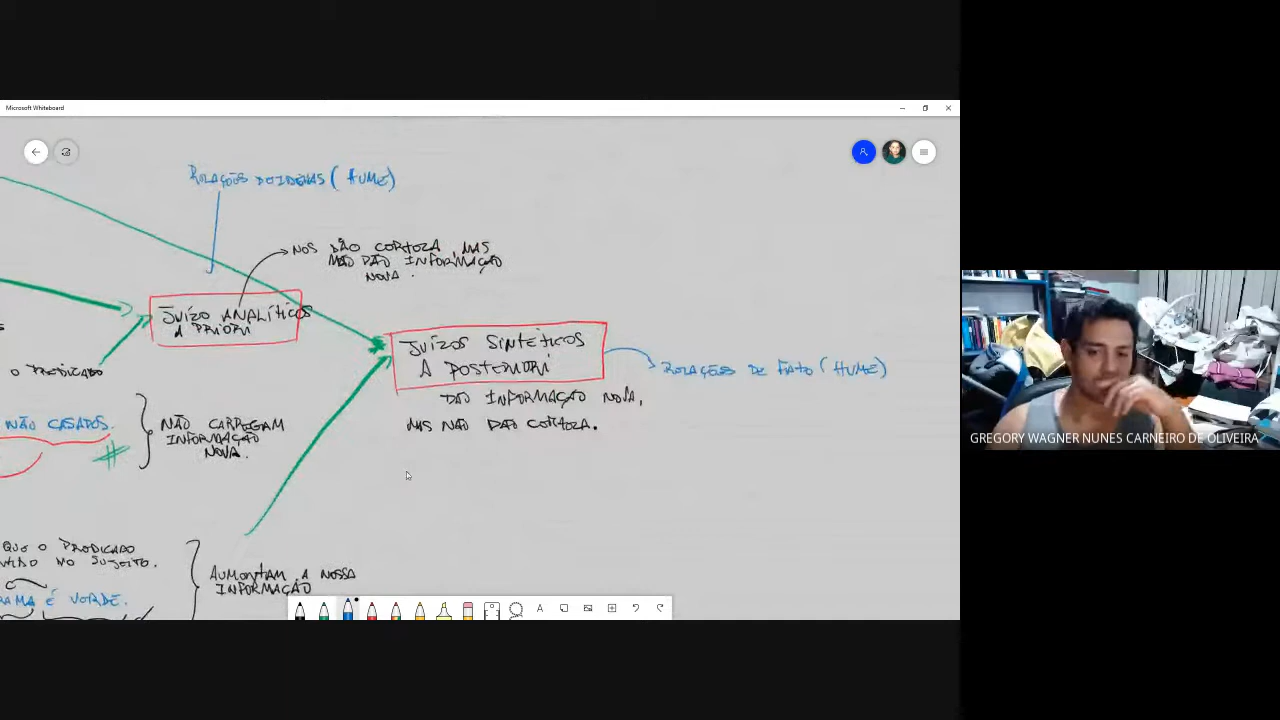 Microsoft Whiteboard
RELAÇÕES DE IDEIAS (HUME)
NOS DÃO CERTEZA, MAS
NÃO DÃO INFORMAÇÃO
NOVA.
JUÍZO ANALÍTICOS
A PRIORI
JUÍZOS SINTÉTICOS
A POSTERIORI
RELAÇÕES DE FATO (HUME)
DÃO INFORMAÇÃO NOVA,
MAS NÃO DÃO CERTEZA.
O PREDICADO
NÃO CASADOS.
NÃO CARREGAM
INFORMAÇÃO
NOVA.
QUE O PREDICADO
NO SUJEITO.
É VERDE.
AUMENTAM A NOSSA
INFORMAÇÃO
A
GREGORY WAGNER NUNES CARNEIRO DE OLIVEIRA